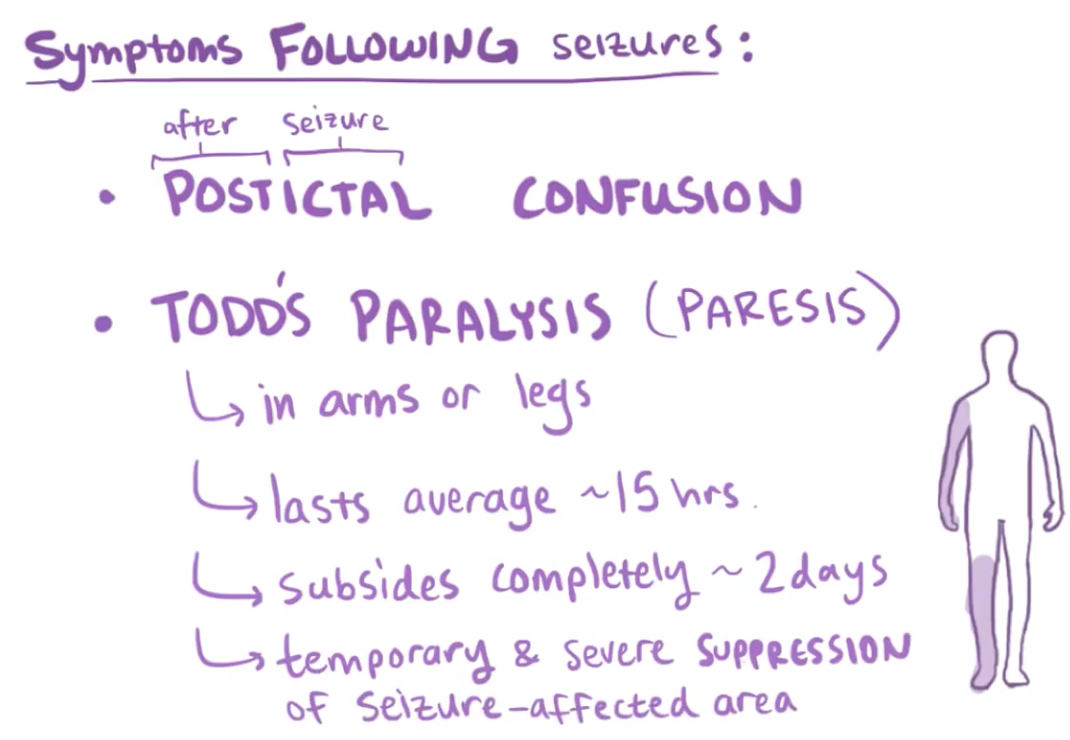 Symptoms FOLLOWING seizures:
after seizure
• POSTICTAL CONFUSION
• TODD'S PARALYSIS (PARESIS)
↳ in arms or legs
↳ lasts average ~15 hrs.
↳ subsides completely ~2days
↳ temporary & severe SUPPRESSION
of seizure-affected area